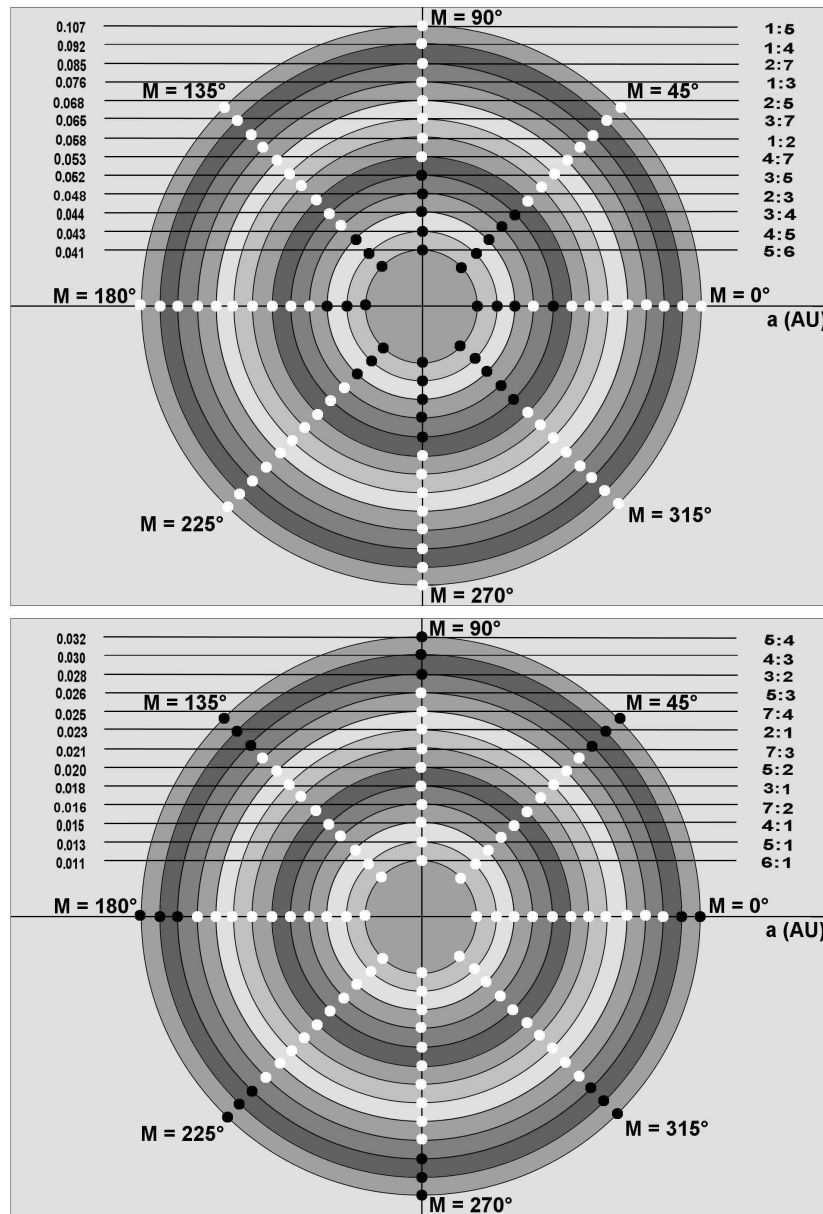 M = 90°
0.107 1:5
0.092 1:4
0.085 2:7
0.076 1:3
M = 135° M = 45°
0.068 2:5
0.065 3:7
0.058 1:2
0.053 4:7
0.052 3:5
0.048 2:3
0.044 3:4
0.043 4:5
0.041 5:6
M = 180° M = 0°
a (AU)
M = 225° M = 315°
M = 270°
M = 90°
0.032 5:4
0.030 4:3
0.028 3:2
0.026 5:3
M = 135° M = 45°
0.025 7:4
0.023 2:1
0.021 7:3
0.020 5:2
0.018 3:1
0.016 7:2
0.015 4:1
0.013 5:1
0.011 6:1
M = 180° M = 0°
a (AU)
M = 225° M = 315°
M = 270°